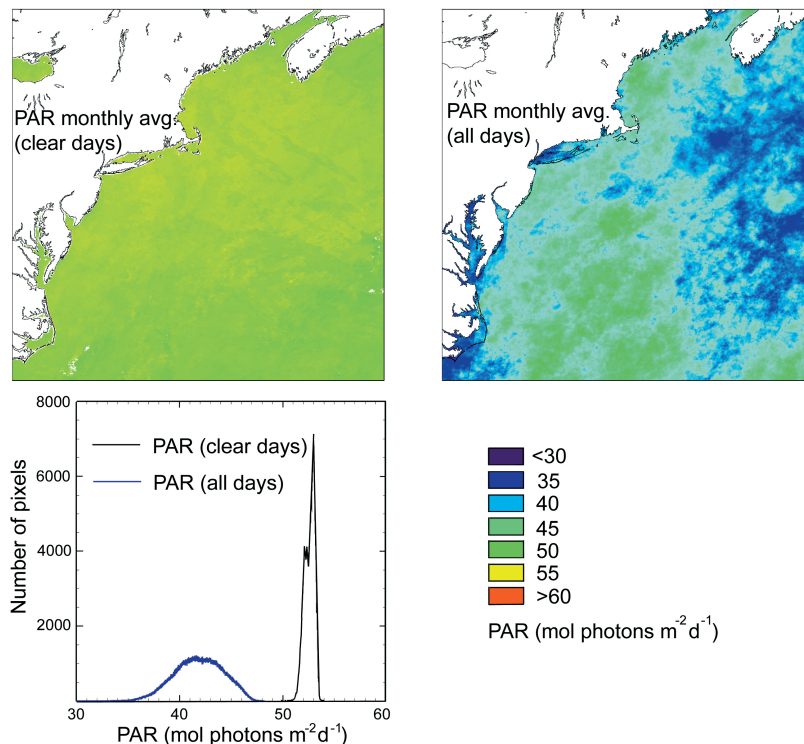 PAR monthly avg.
(clear days)
PAR monthly avg.
(all days)
8000
6000
4000
2000
Number of pixels
PAR (clear days)
PAR (all days)
30
40
50
60
PAR (mol photons m⁻²d⁻¹)
<30
35
40
45
50
55
>60
PAR (mol photons m⁻²d⁻¹)